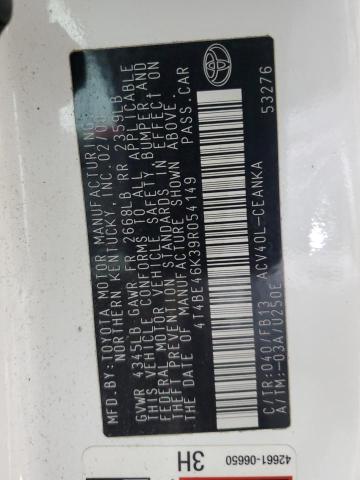 MFD.BY:TOYOTA MOTOR MANUFACTURING,
NORTHERN KENTUCKY, INC.02/09
GVWR 4345LB GAWR FR 2668LB RR 2359LB
THIS VEHICLE CONFORMS TO ALL APPLICABLE
FEDERAL MOTOR VEHICLE SAFETY, BUMPER AND
THEFT PREVENTION STANDARDS IN EFFECT ON
THE DATE OF MANUFACTURE SHOWN ABOVE.
4T4BE46K39R054149 PASS.CAR
ACV40L-CEANKA
C/TR:040/FB13
A/TM:-03A/U250E 53276
42661-06650
3H